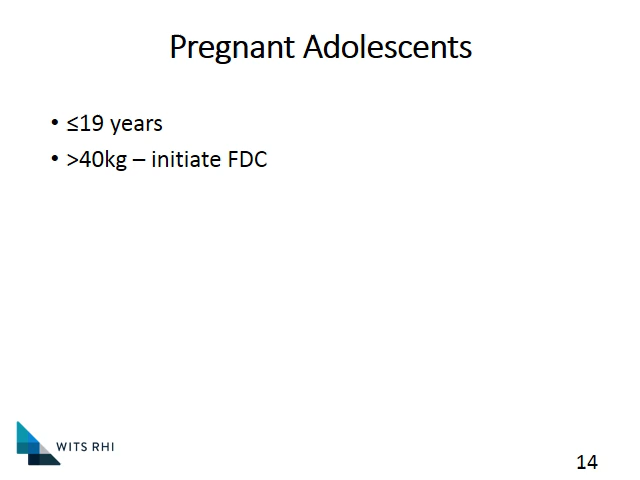 Pregnant Adolescents
• ≤19 years
• >40kg – initiate FDC
WITS RHI
14